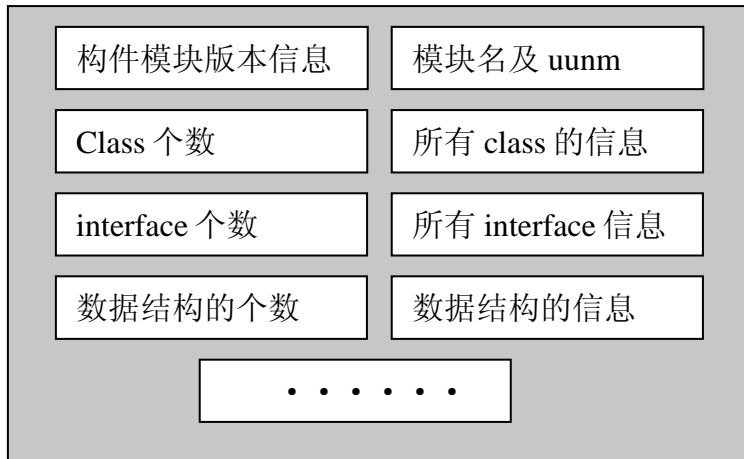 构件模块版本信息
模块名及 uunm
Class 个数
所有 class 的信息
interface 个数
所有 interface 信息
数据结构的个数
数据结构的信息
······